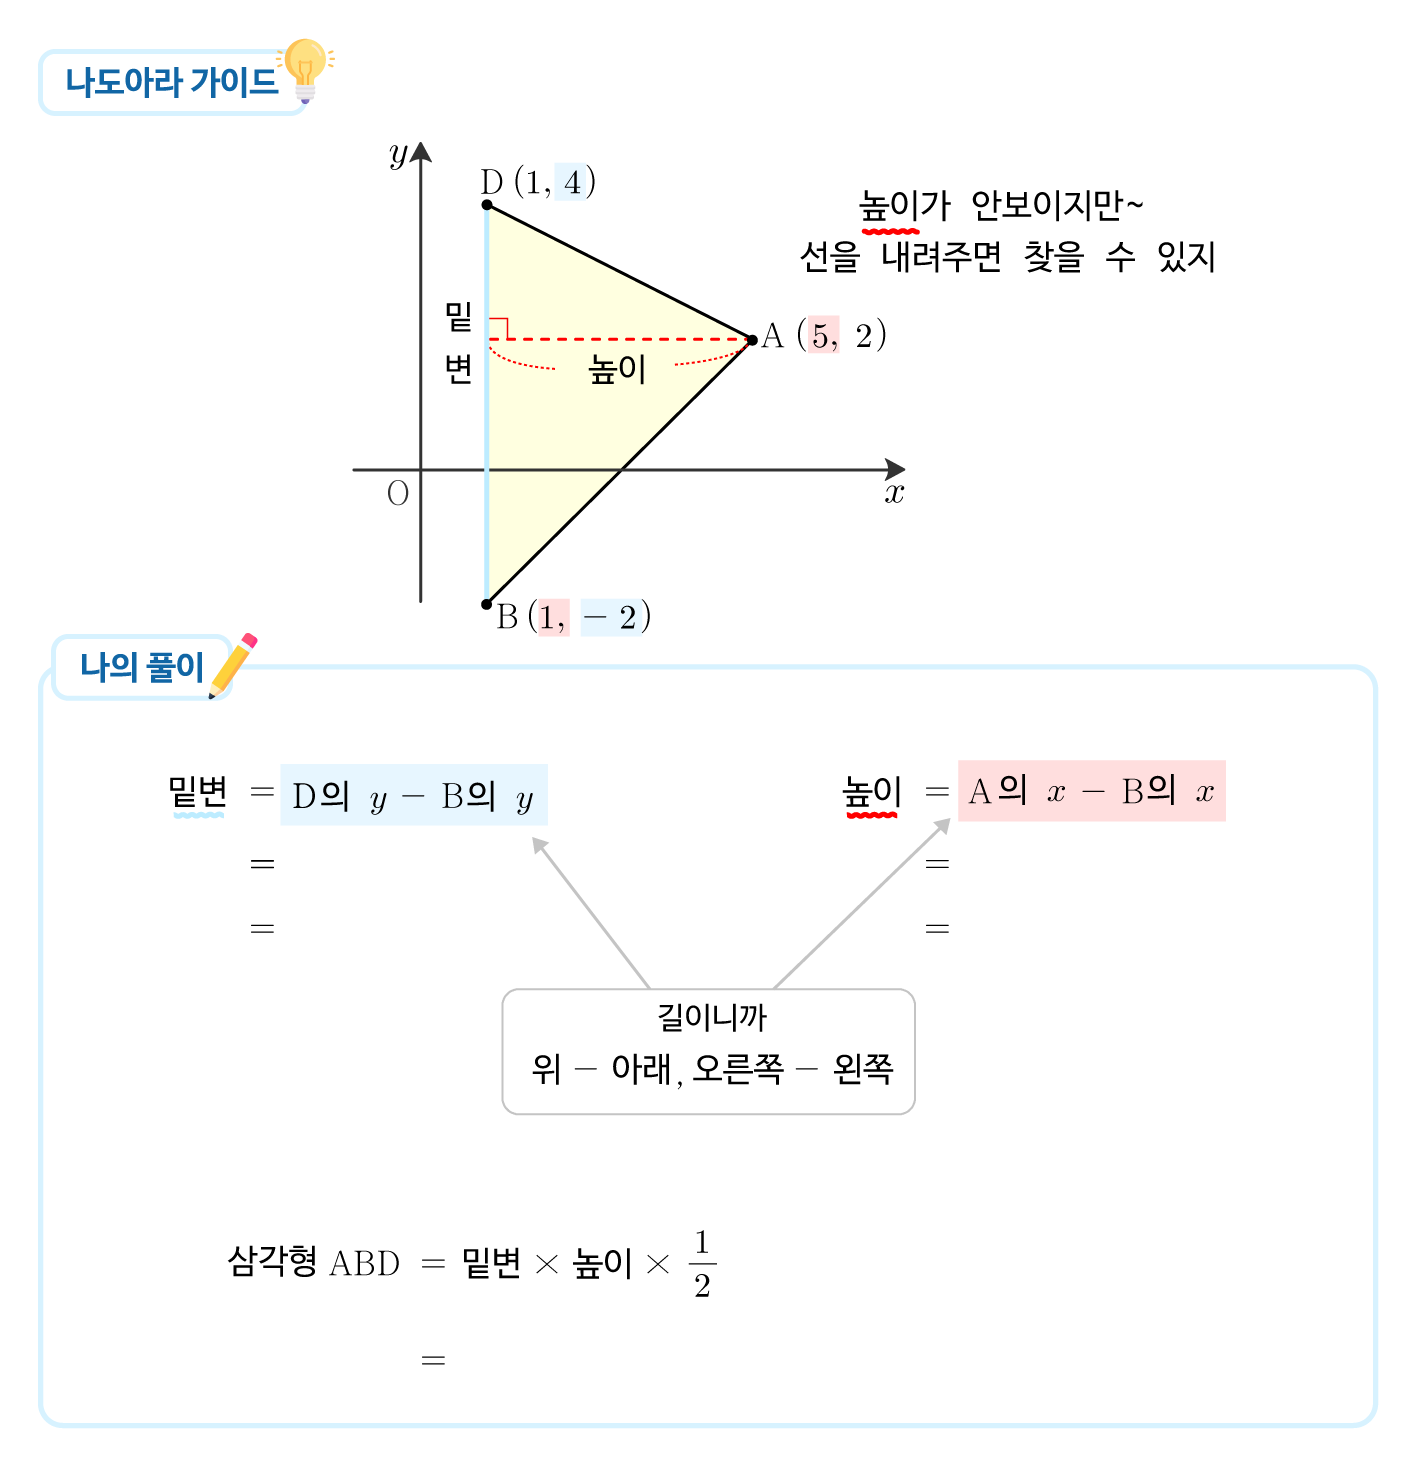 나도아라 가이드
y
D (1, 4)
높이가 안보이지만~
선을 내려주면 찾을 수 있지
밑
변
A (5, 2)
높이
O
x
B (1, − 2)
나의 풀이
밑변 = D의 y − B의 y
=
=
높이 = A의 x − B의 x
=
=
길이니까
위 − 아래, 오른쪽 − 왼쪽
삼각형 ABD = 밑변 × 높이 × 1/2
=